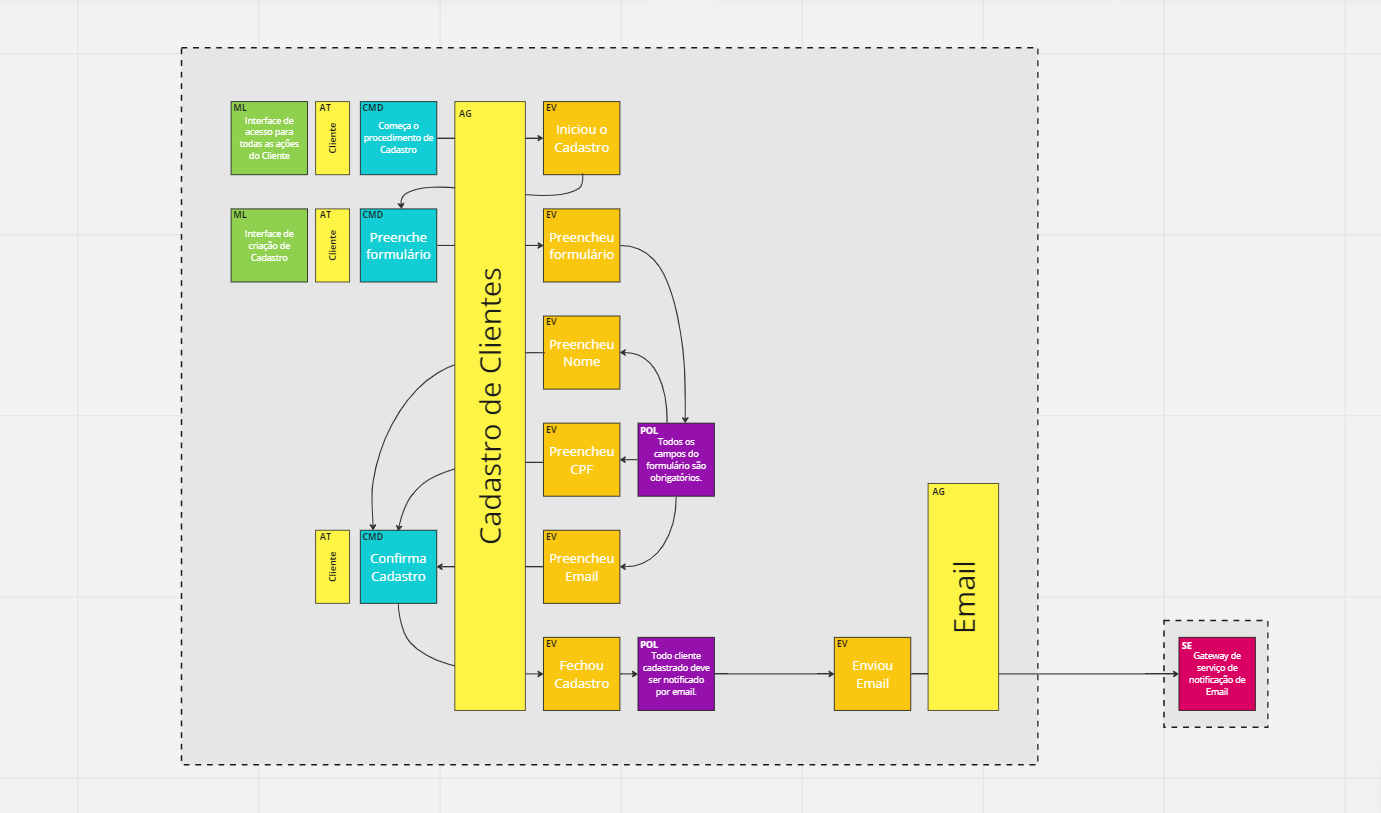 ML
Interface de
acesso para
todas as ações
do Cliente
AT
Cliente
CMD
Começa o
procedimento de
Cadastro
AG
Cadastro de Clientes
EV
Iniciou o
Cadastro
ML
Interface de
criação de
Cadastro
AT
Cliente
CMD
Preenche
formulário
EV
Preencheu
formulário
EV
Preencheu
Nome
EV
Preencheu
CPF
POL
Todos os
campos do
formulário são
obrigatórios.
AT
Cliente
CMD
Confirma
Cadastro
EV
Preencheu
Email
AG
Email
EV
Fechou
Cadastro
POL
Todo cliente
cadastrado deve
ser notificado
por email.
EV
Enviou
Email
SE
Gateway de
serviço de
notificação de
Email